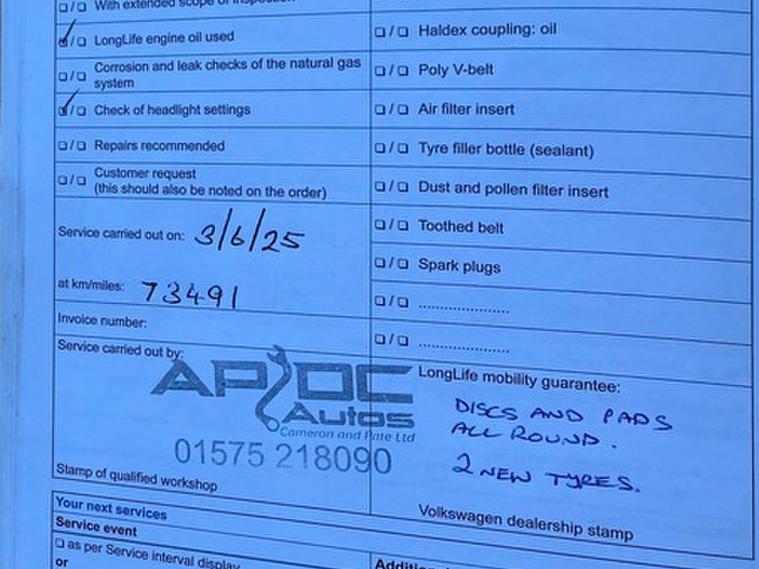 ❑ / ❑ With extended scope of inspection
❑ / ❑ LongLife engine oil used
❑ / ❑ Corrosion and leak checks of the natural gas
system
❑ / ❑ Check of headlight settings
❑ / ❑ Repairs recommended
❑ / ❑ Customer request
(this should also be noted on the order)
Service carried out on: 3/6/25
at km/miles: 73491
Invoice number:
Service carried out by:
AP DC
Autos
Cameron and Pate Ltd
01575 218090
Stamp of qualified workshop
❑ / ❑ Haldex coupling: oil
❑ / ❑ Poly V-belt
❑ / ❑ Air filter insert
❑ / ❑ Tyre filler bottle (sealant)
❑ / ❑ Dust and pollen filter insert
❑ / ❑ Toothed belt
❑ / ❑ Spark plugs
❑ / ❑ .....................
❑ / ❑ .....................
LongLife mobility guarantee:
DISCS AND PADS
ALL ROUND.
2 NEW TYRES.
Volkswagen dealership stamp
Your next services
Service event
❑ as per Service interval display
or